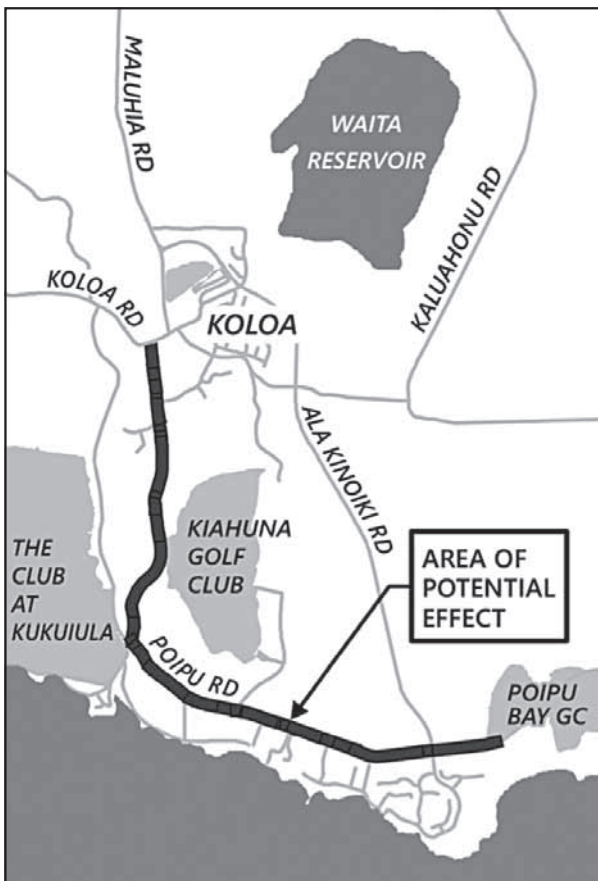 MALUHIA RD
WAITA
RESERVOIR
KALUAHONU RD
KOLOA RD
KOLOA
ALA KINOIKI RD
THE
CLUB
AT
KUKUIULA
KIAHUNA
GOLF
CLUB
AREA OF
POTENTIAL
EFFECT
POIPU RD
POIPU
BAY GC